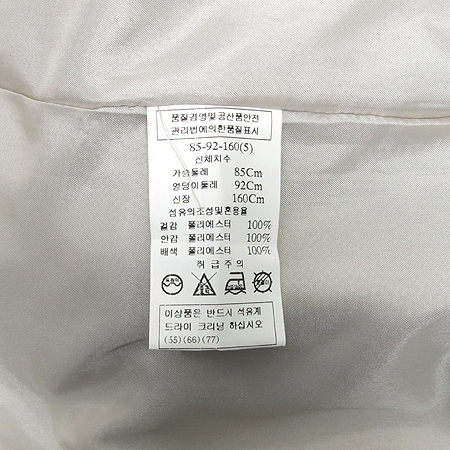 품질경영및공산품안전
관리법에의한품질표시
85-92-160(5)
신체치수
가슴둘레 85Cm
엉덩이둘레 92Cm
신장 160Cm
섬유의조성및혼용율
겉감 폴리에스터 100%
안감 폴리에스터 100%
배색 폴리에스터 100%
취급주의
이상품은 반드시 석유계
드라이 크리닝 하십시오
(55)(66)(77)